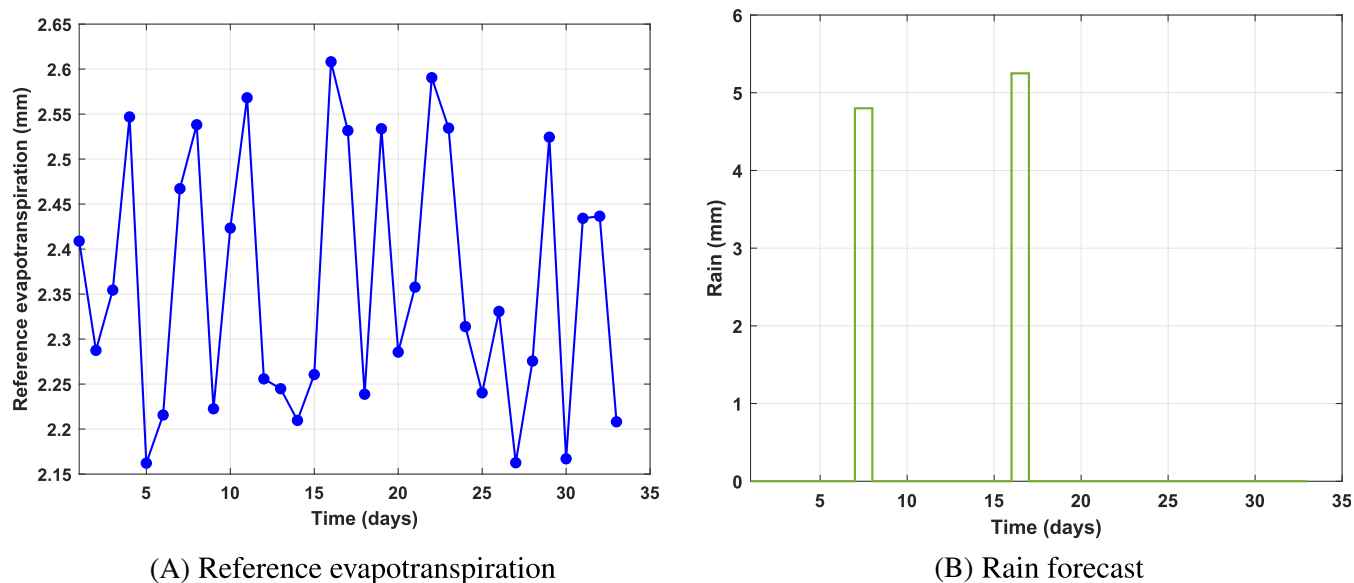 2.65
2.6
2.55
2.5
2.45
2.4
2.35
2.3
2.25
2.2
2.15
Reference evapotranspiration (mm)
5 10 15 20 25 30 35
Time (days)
(A) Reference evapotranspiration
6
5
4
3
2
1
0
Rain (mm)
5 10 15 20 25 30 35
Time (days)
(B) Rain forecast